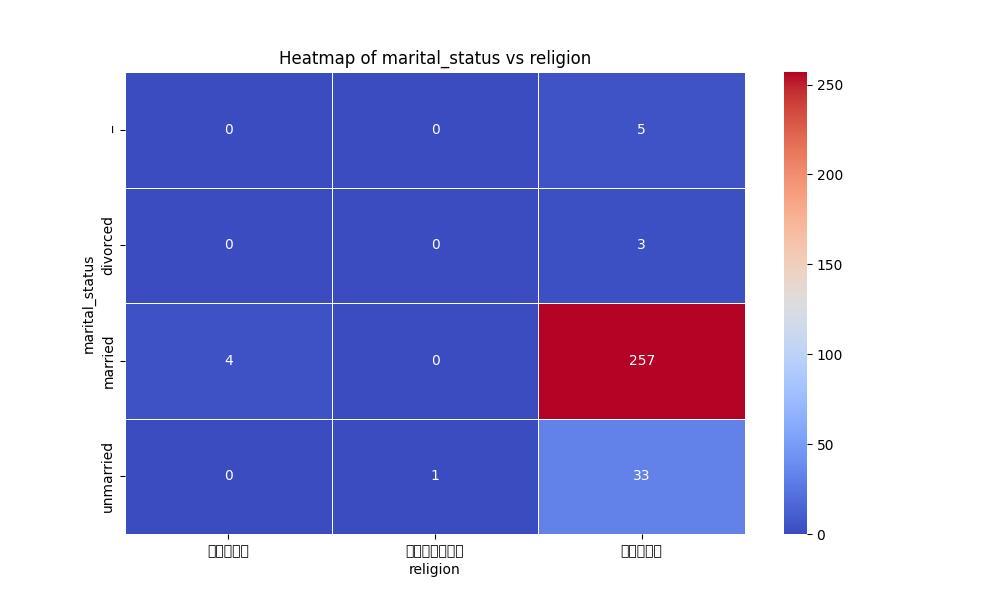 Heatmap of marital_status vs religion
marital_status
–
0 0 5
divorced
0 0 3
married
4 0 257
unmarried
0 1 33
religion
250
200
150
100
50
0